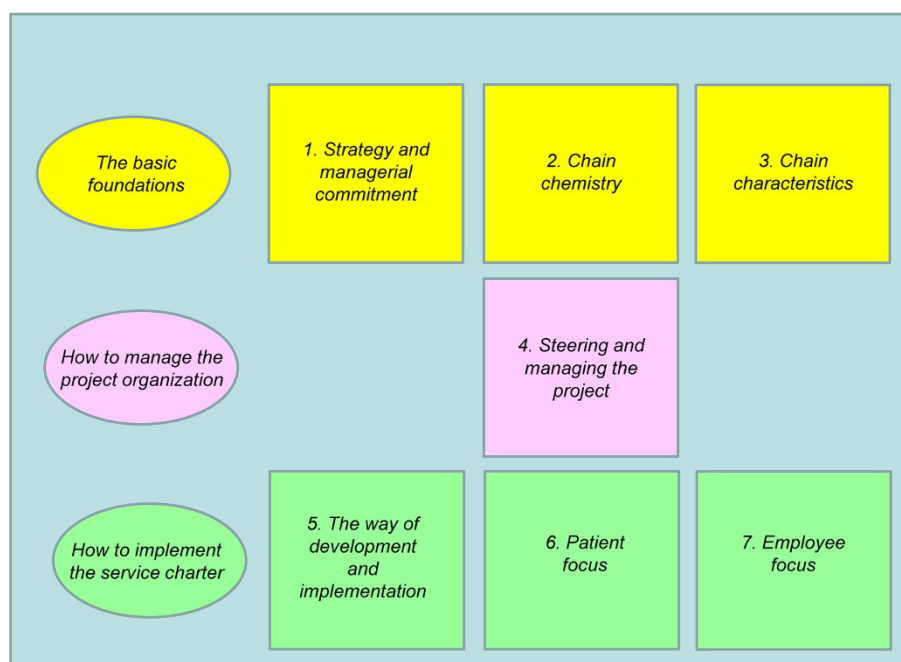 The basic
foundations
1. Strategy and
managerial
commitment
2. Chain
chemistry
3. Chain
characteristics
How to manage the
project organization
4. Steering and
managing the
project
How to implement
the service charter
5. The way of
development
and
implementation
6. Patient
focus
7. Employee
focus